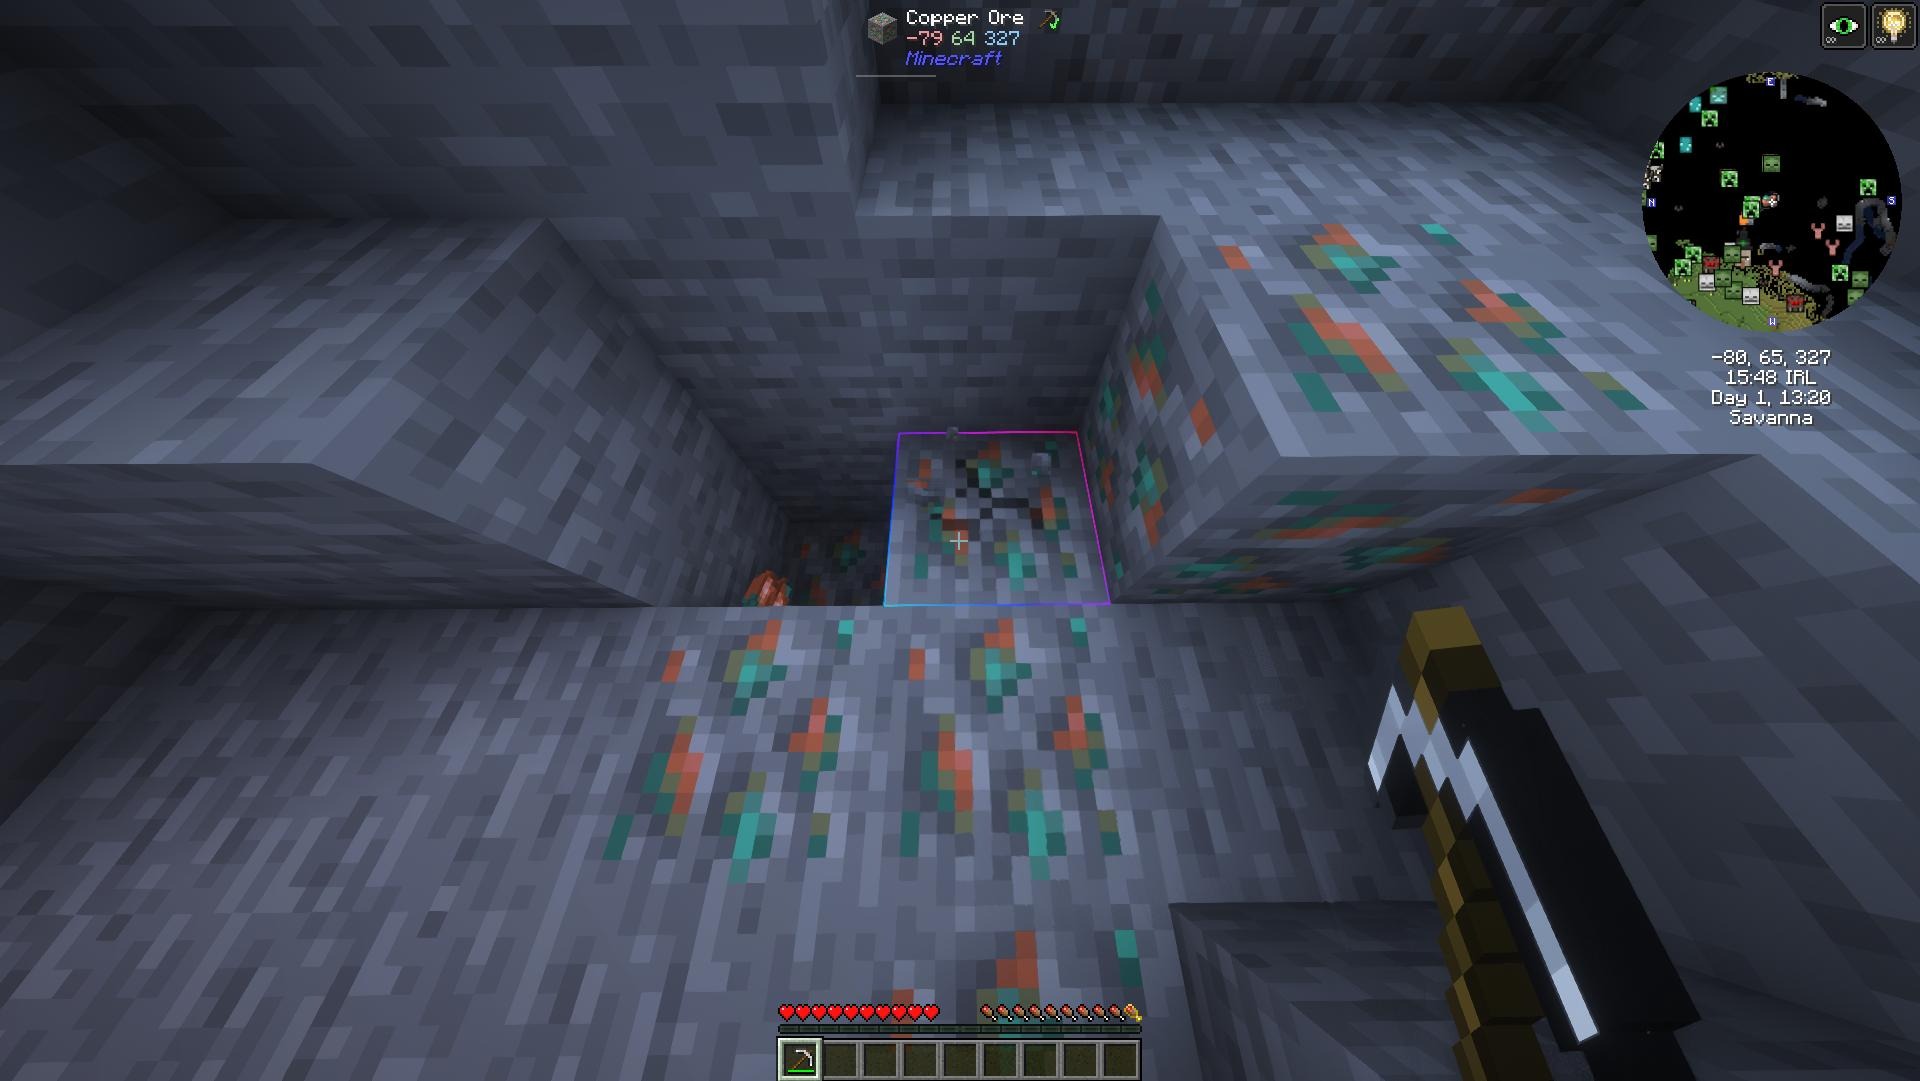 Copper Ore
-79 64 327
Minecraft
E
N
S
W
-80, 65, 327
15:48 IRL
Day 1, 13:20
Savanna